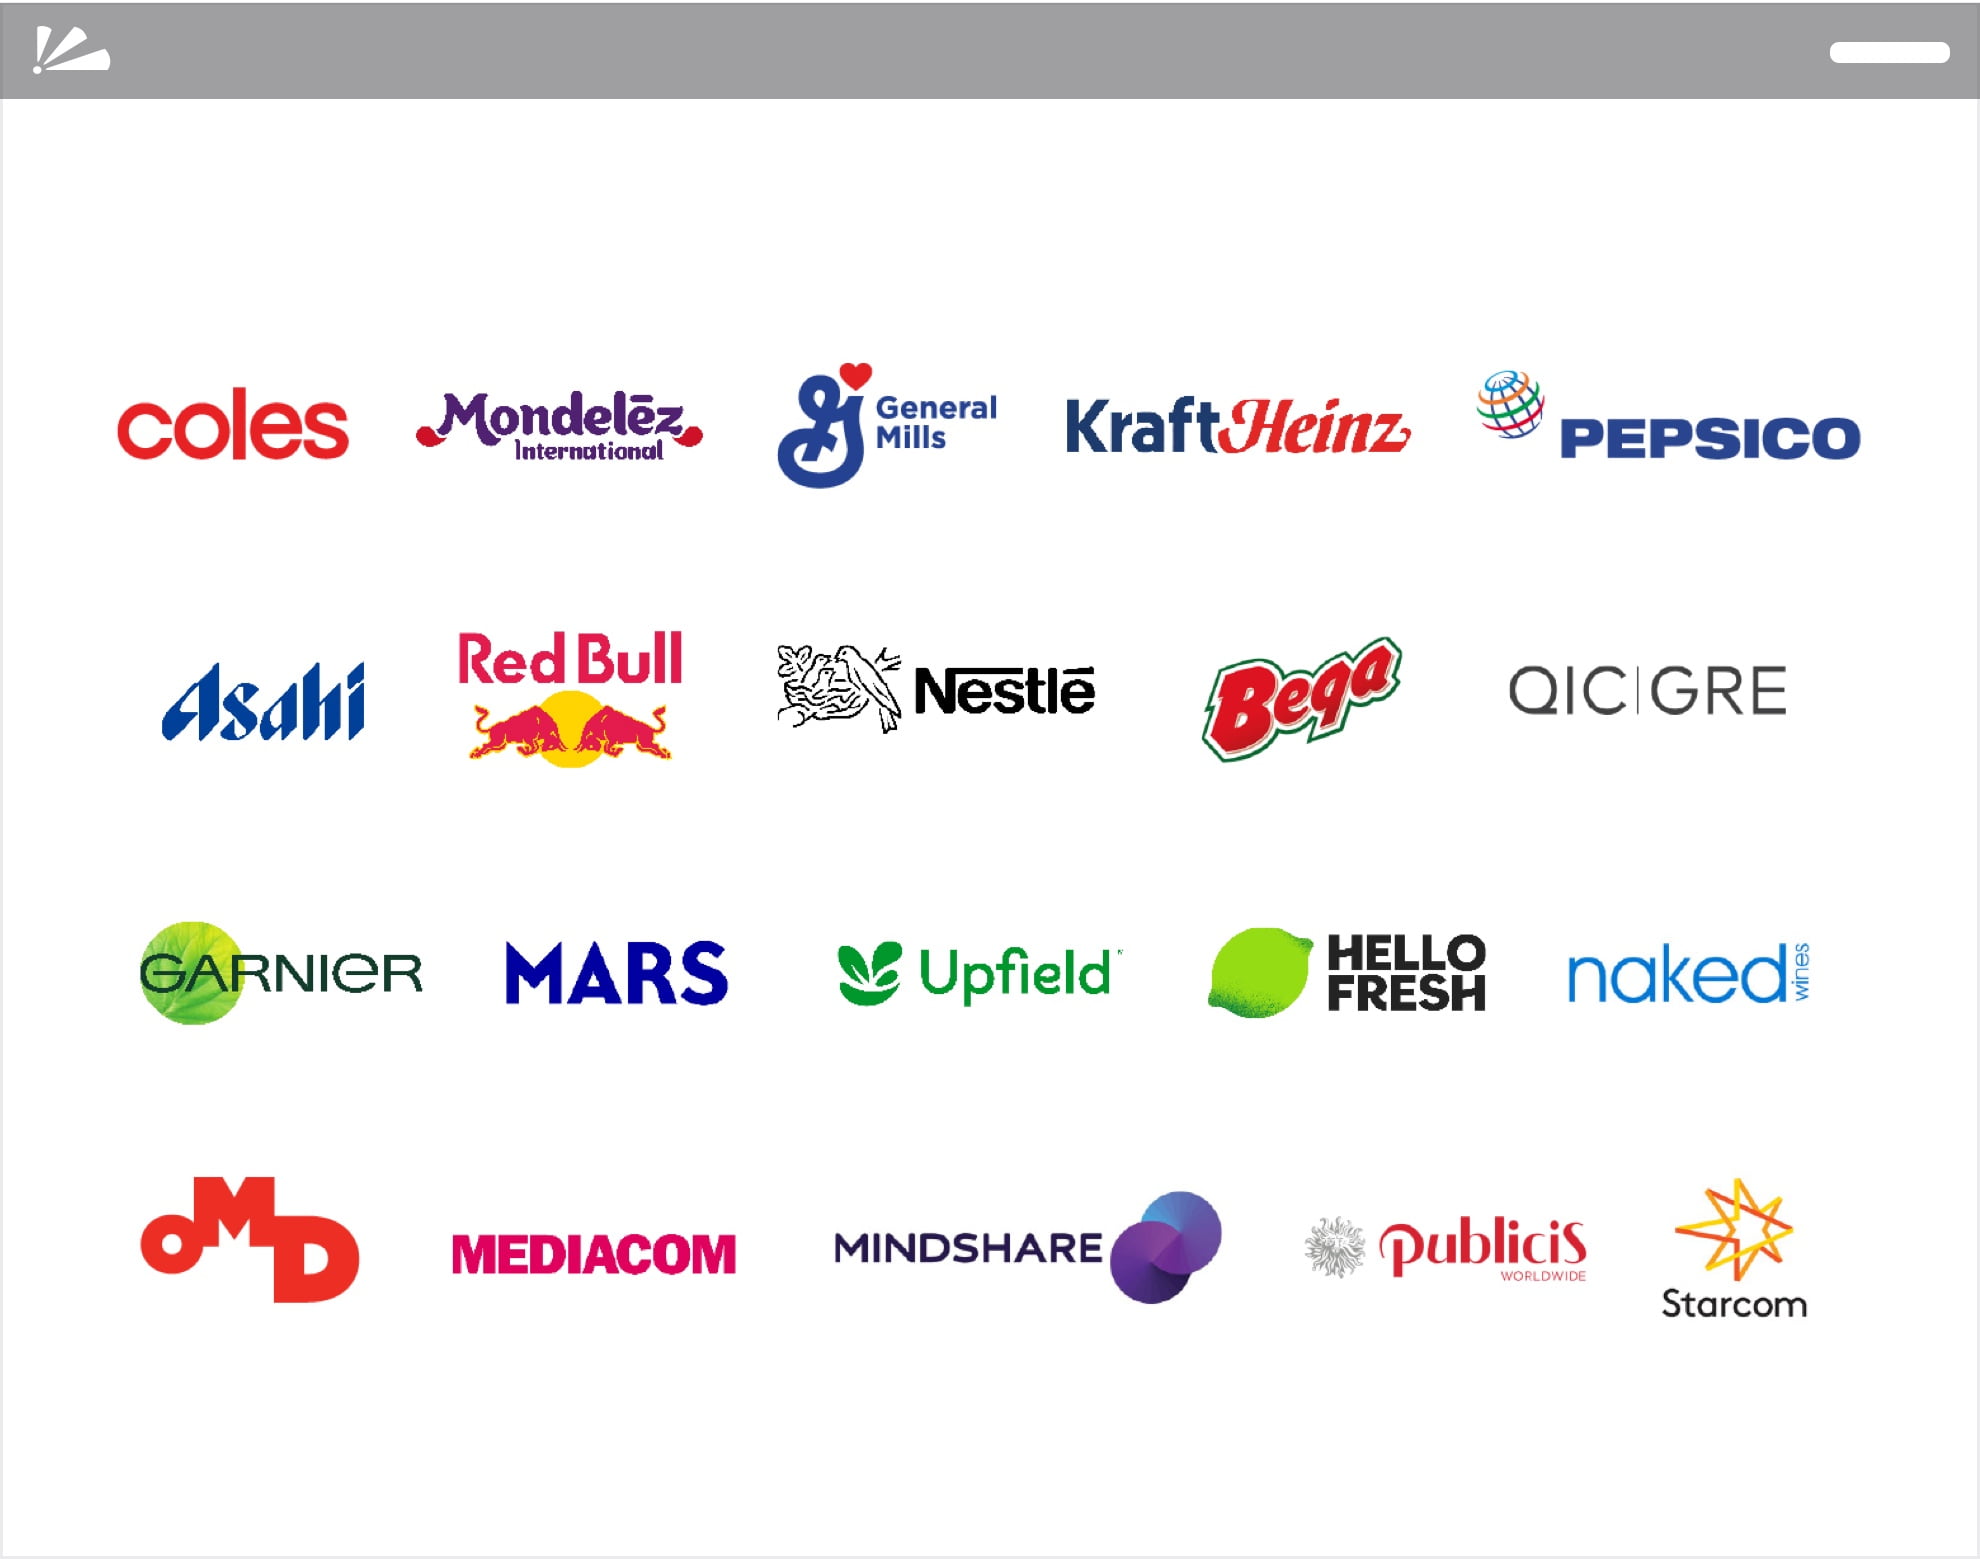 coles
Mondelēz
International
General
Mills
KraftHeinz
PEPSICO
Asahi
Red Bull
Nestlé
Bega
QIC|GRE
GARNIER
MARS
Upfield
HELLO
FRESH
naked
wines
OMD
MEDIACOM
MINDSHARE
publicis
WORLDWIDE
Starcom